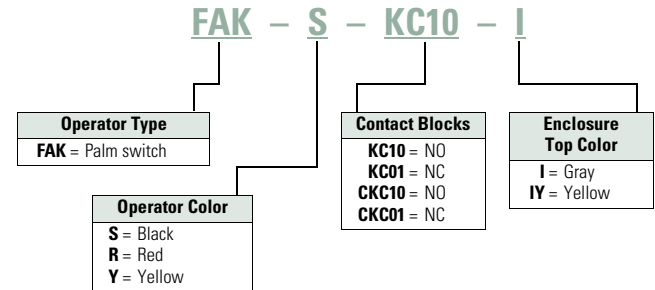 FAK – S – KC10 – I
Operator Type
FAK = Palm switch
Operator Color
S = Black
R = Red
Y = Yellow
Contact Blocks
KC10 = NO
KC01 = NC
CKC10 = NO
CKC01 = NC
Enclosure
Top Color
I = Gray
IY = Yellow